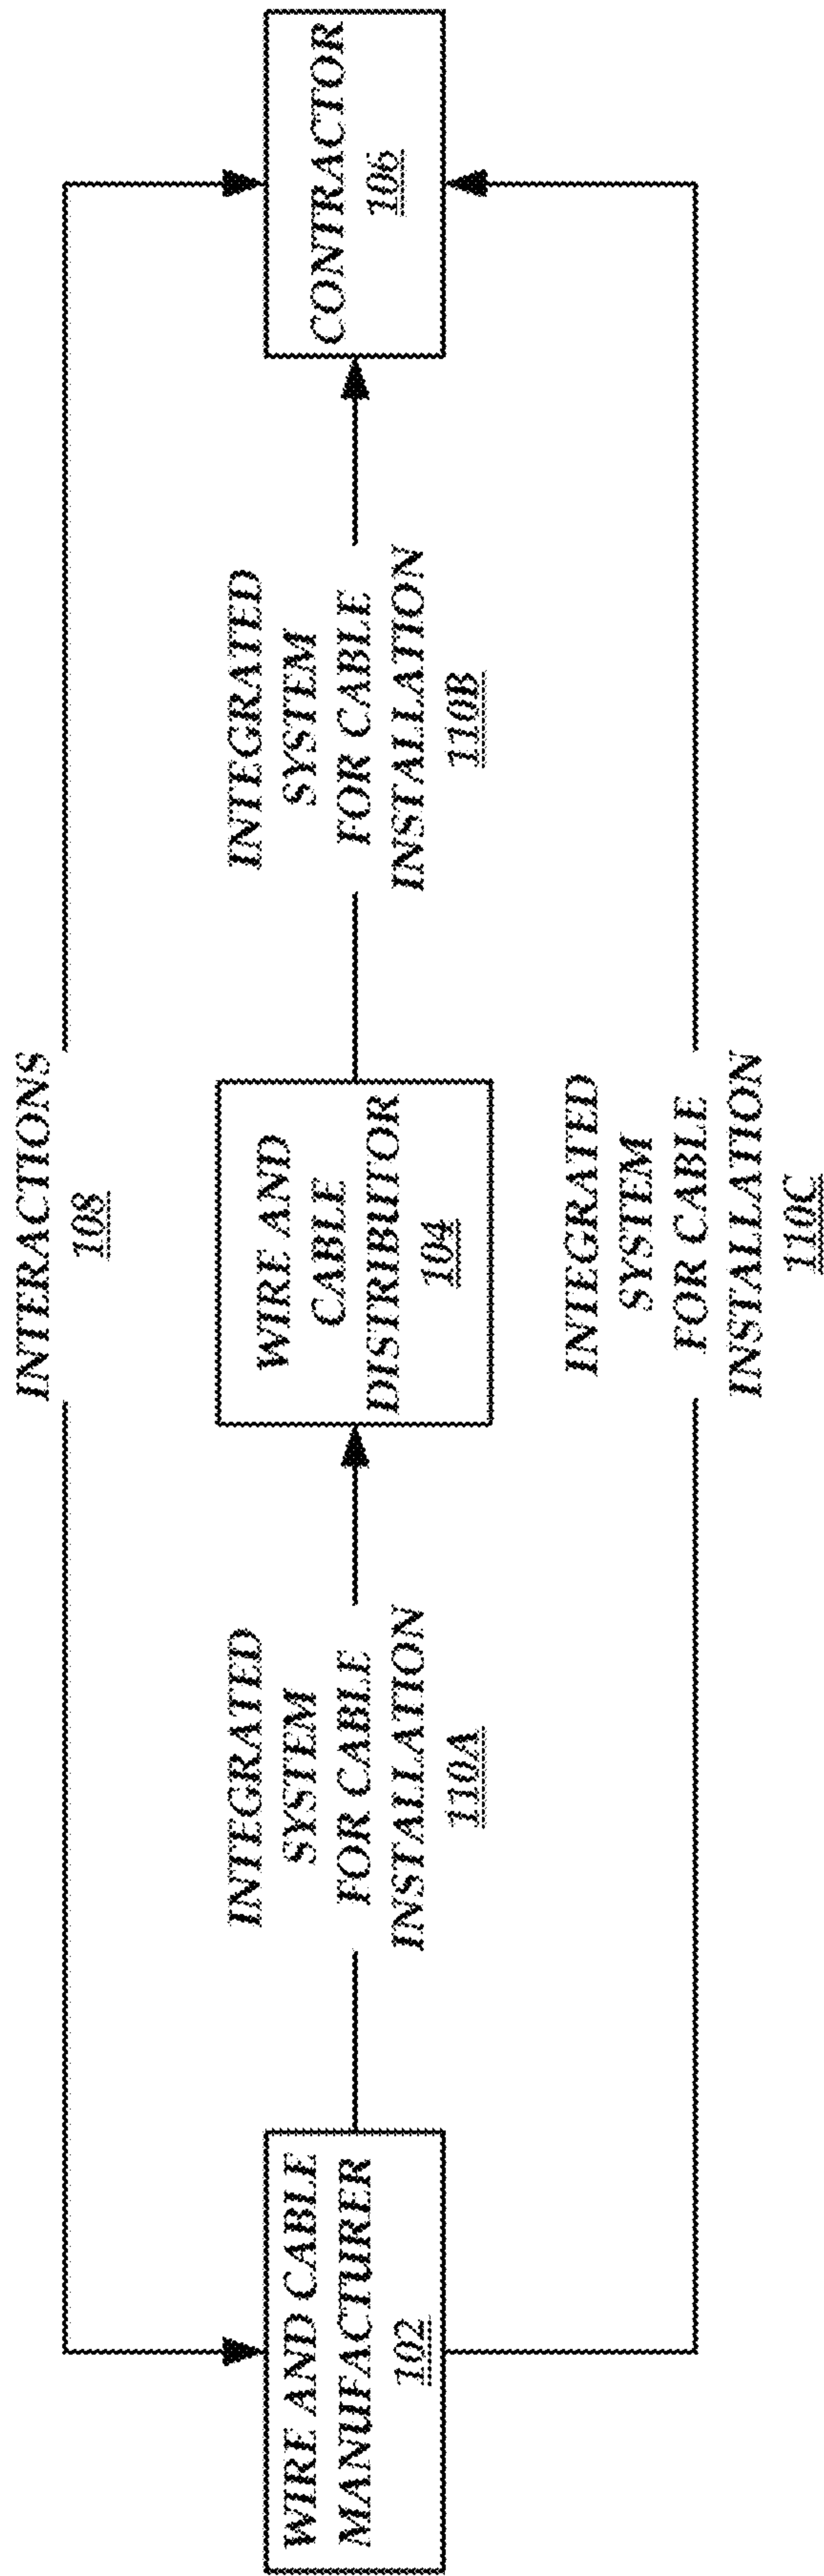 INTERACTIONS
108
WIRE AND CABLE
MANUFACTURER
102
INTEGRATED
SYSTEM
FOR CABLE
INSTALLATION
110A
WIRE AND
CABLE
DISTRIBUTOR
104
INTEGRATED
SYSTEM
FOR CABLE
INSTALLATION
110B
CONTRACTOR
106
INTEGRATED
SYSTEM
FOR CABLE
INSTALLATION
110C